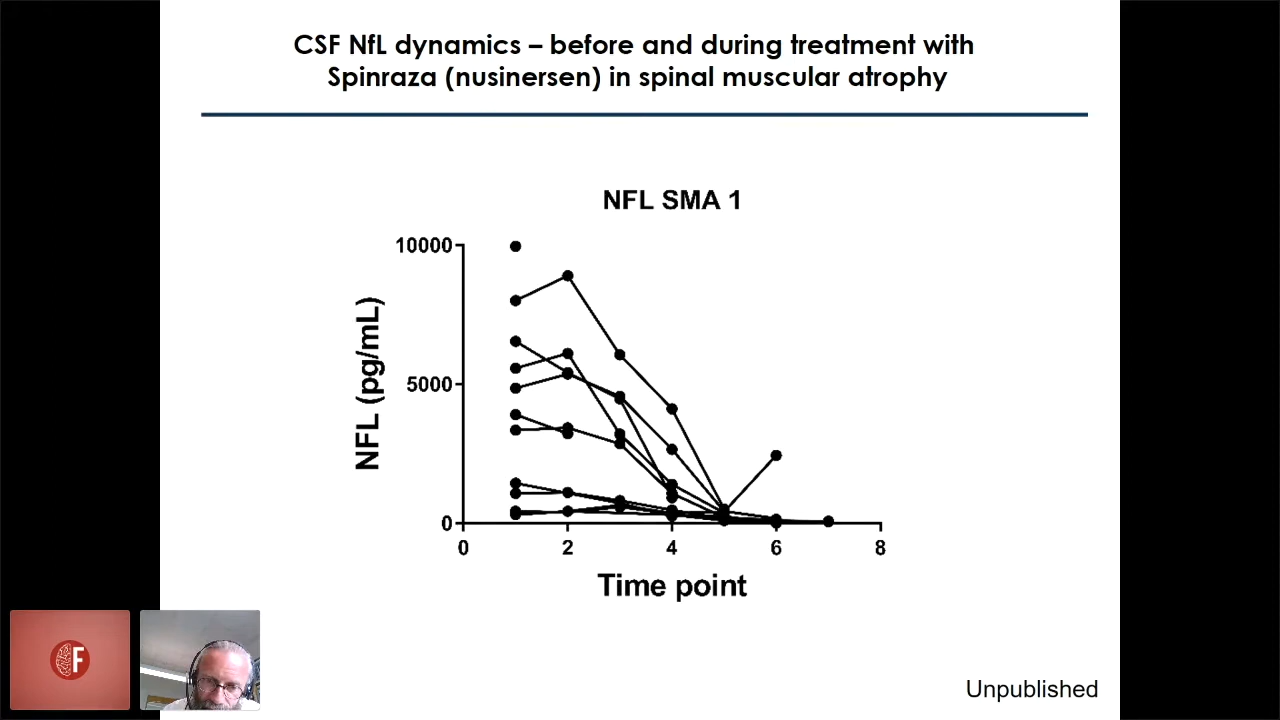 CSF NfL dynamics – before and during treatment with
Spinraza (nusinersen) in spinal muscular atrophy
NFL SMA 1
10000
5000
0
NFL (pg/mL)
0 2 4 6 8
Time point
F
Unpublished